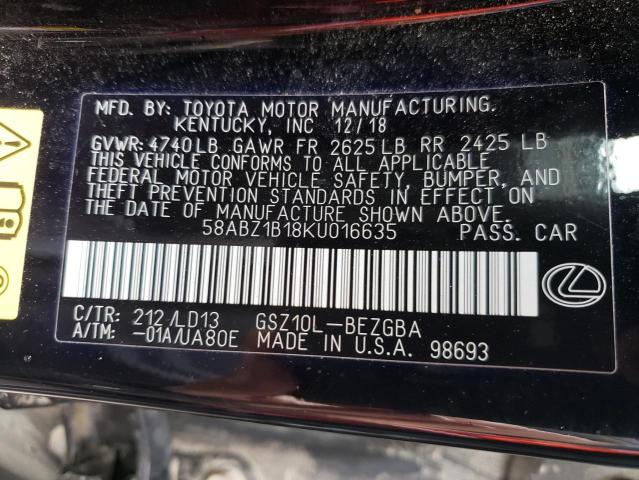 MFD. BY: TOYOTA MOTOR MANUFACTURING.
KENTUCKY, INC 12/18
GVWR: 4740LB GAWR FR 2625LB RR 2425 LB
THIS VEHICLE CONFORMS TO ALL APPLICABLE
FEDERAL MOTOR VEHICLE SAFETY, BUMPER, AND
THEFT PREVENTION STANDARDS IN EFFECT ON
THE DATE OF MANUFACTURE SHOWN ABOVE.
58ABZ1B18KU016635 PASS. CAR
C/TR: 212/LD13 GSZ10L-BEZGBA
A/TM: -01A/UA80E MADE IN U.S.A. 98693